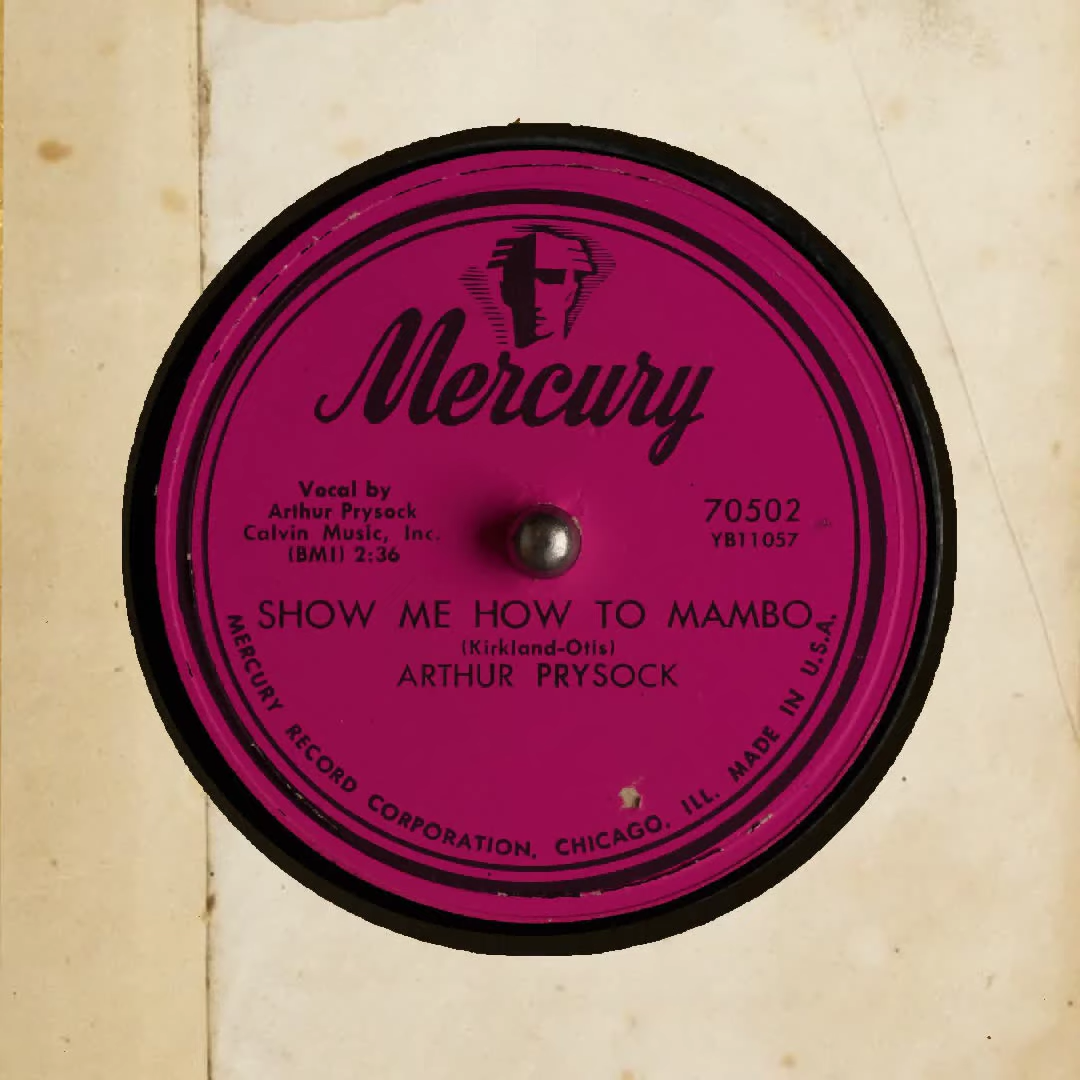 Mercury
Vocal by
Arthur Prysock
Calvin Music, Inc.
(BMI) 2:36
70502
YB11057
SHOW ME HOW TO MAMBO
(Kirkland-Otis)
ARTHUR PRYSOCK
MERCURY RECORD CORPORATION, CHICAGO, ILL. MADE IN U.S.A.